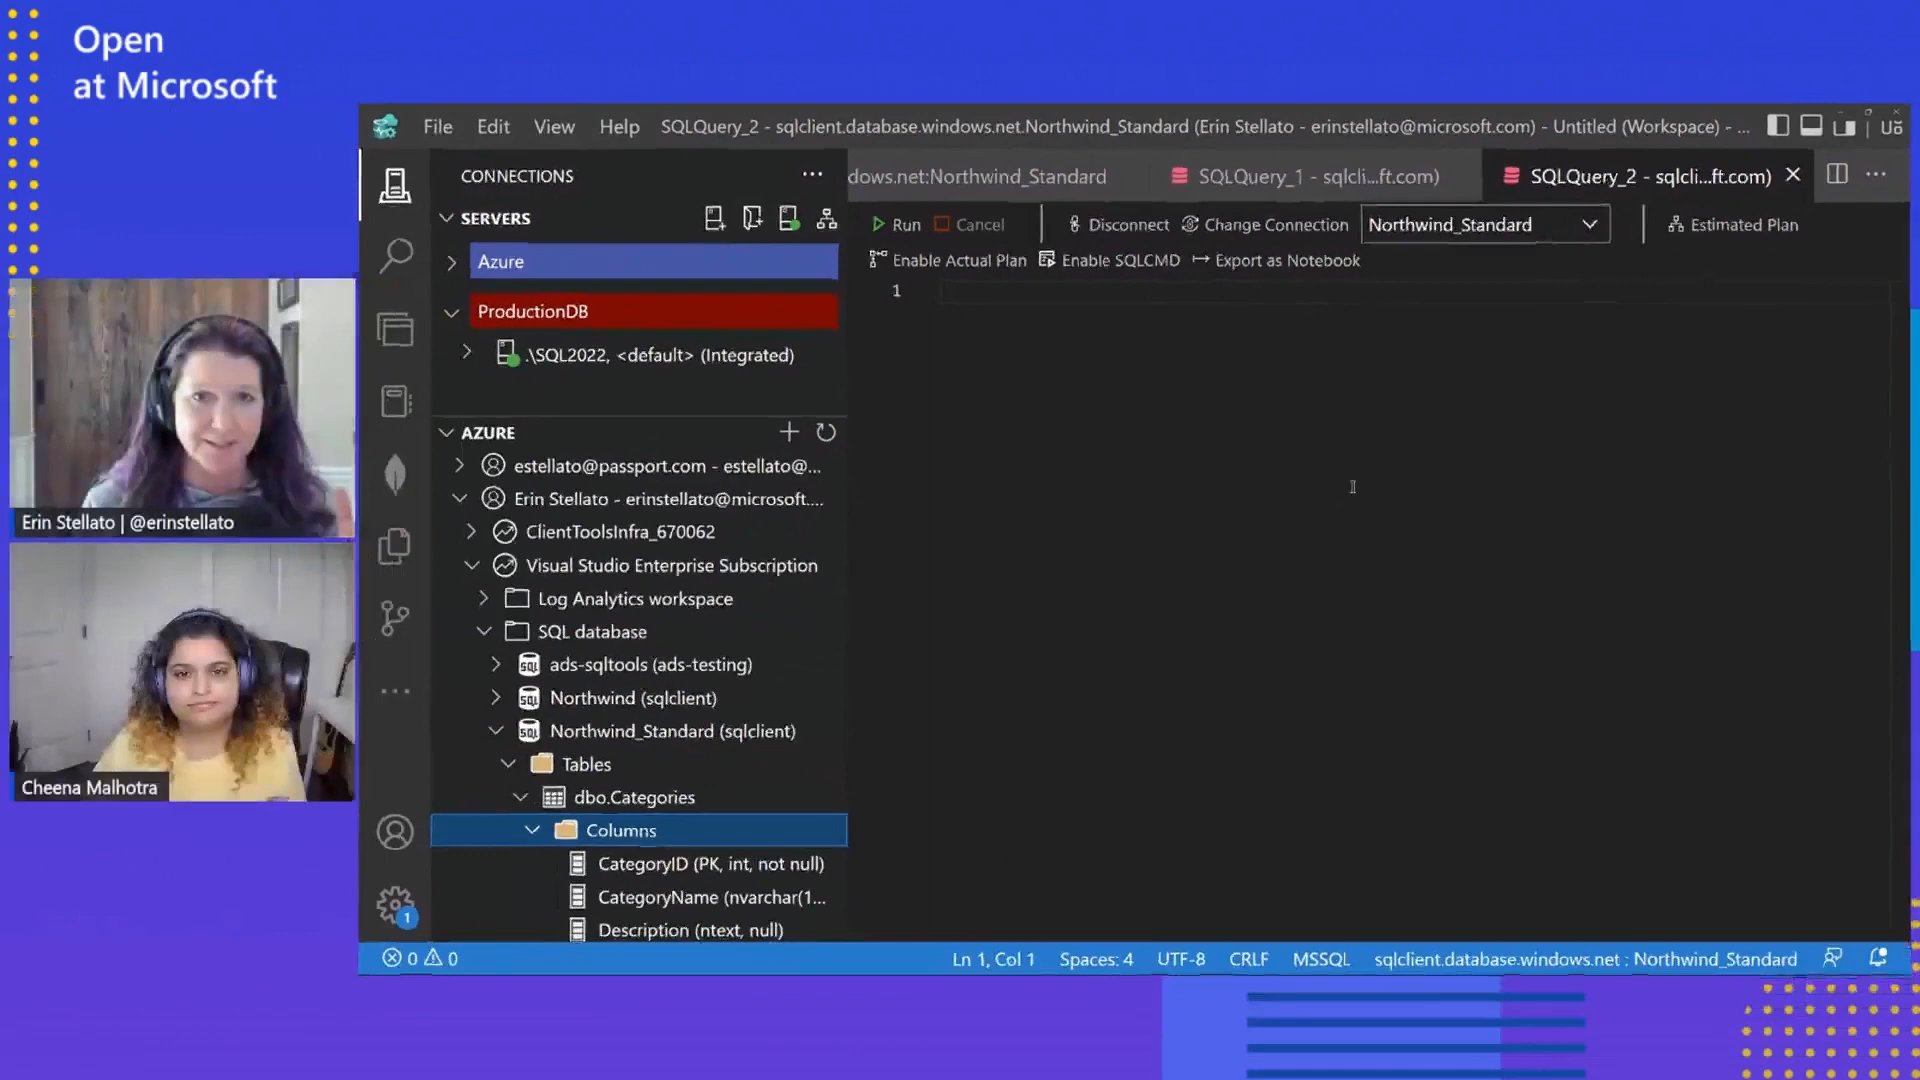 Open
at Microsoft
File Edit View Help SQLQuery_2 - sqlclient.database.windows.net.Northwind_Standard (Erin Stellato - erinstellato@microsoft.com) - Untitled (Workspace) - ...
CONNECTIONS
dows.net:Northwind_Standard SQLQuery_1 - sqlcli...ft.com) SQLQuery_2 - sqlcli...ft.com)
SERVERS
Run Cancel Disconnect Change Connection Northwind_Standard Estimated Plan
Azure
Enable Actual Plan Enable SQLCMD Export as Notebook
1
ProductionDB
.\SQL2022, <default> (Integrated)
AZURE
estellato@passport.com - estellato@...
Erin Stellato - erinstellato@microsoft....
ClientToolsInfra_670062
Visual Studio Enterprise Subscription
Log Analytics workspace
SQL database
ads-sqltools (ads-testing)
Northwind (sqlclient)
Northwind_Standard (sqlclient)
Tables
dbo.Categories
Columns
CategoryID (PK, int, not null)
CategoryName (nvarchar(1...
Description (ntext, null)
1
0 0 Ln 1, Col 1 Spaces: 4 UTF-8 CRLF MSSQL sqlclient.database.windows.net : Northwind_Standard
Erin Stellato | @erinstellato
Cheena Malhotra